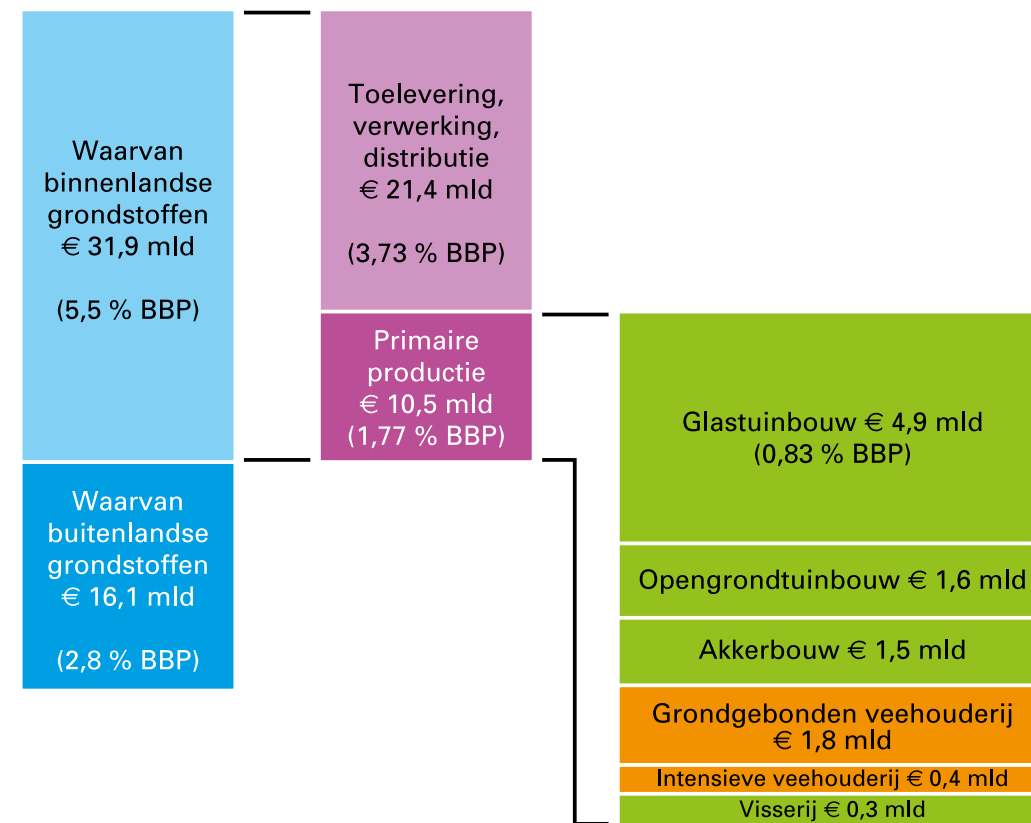 Waarvan
binnenlandse
grondstoffen
€ 31,9 mld
(5,5 % BBP)
Waarvan
buitenlandse
grondstoffen
€ 16,1 mld
(2,8 % BBP)
Toelevering,
verwerking,
distributie
€ 21,4 mld
(3,73 % BBP)
Primaire
productie
€ 10,5 mld
(1,77 % BBP)
Glastuinbouw € 4,9 mld
(0,83 % BBP)
Opengrondtuinbouw € 1,6 mld
Akkerbouw € 1,5 mld
Grondgebonden veehouderij
€ 1,8 mld
Intensieve veehouderij € 0,4 mld
Visserij € 0,3 mld